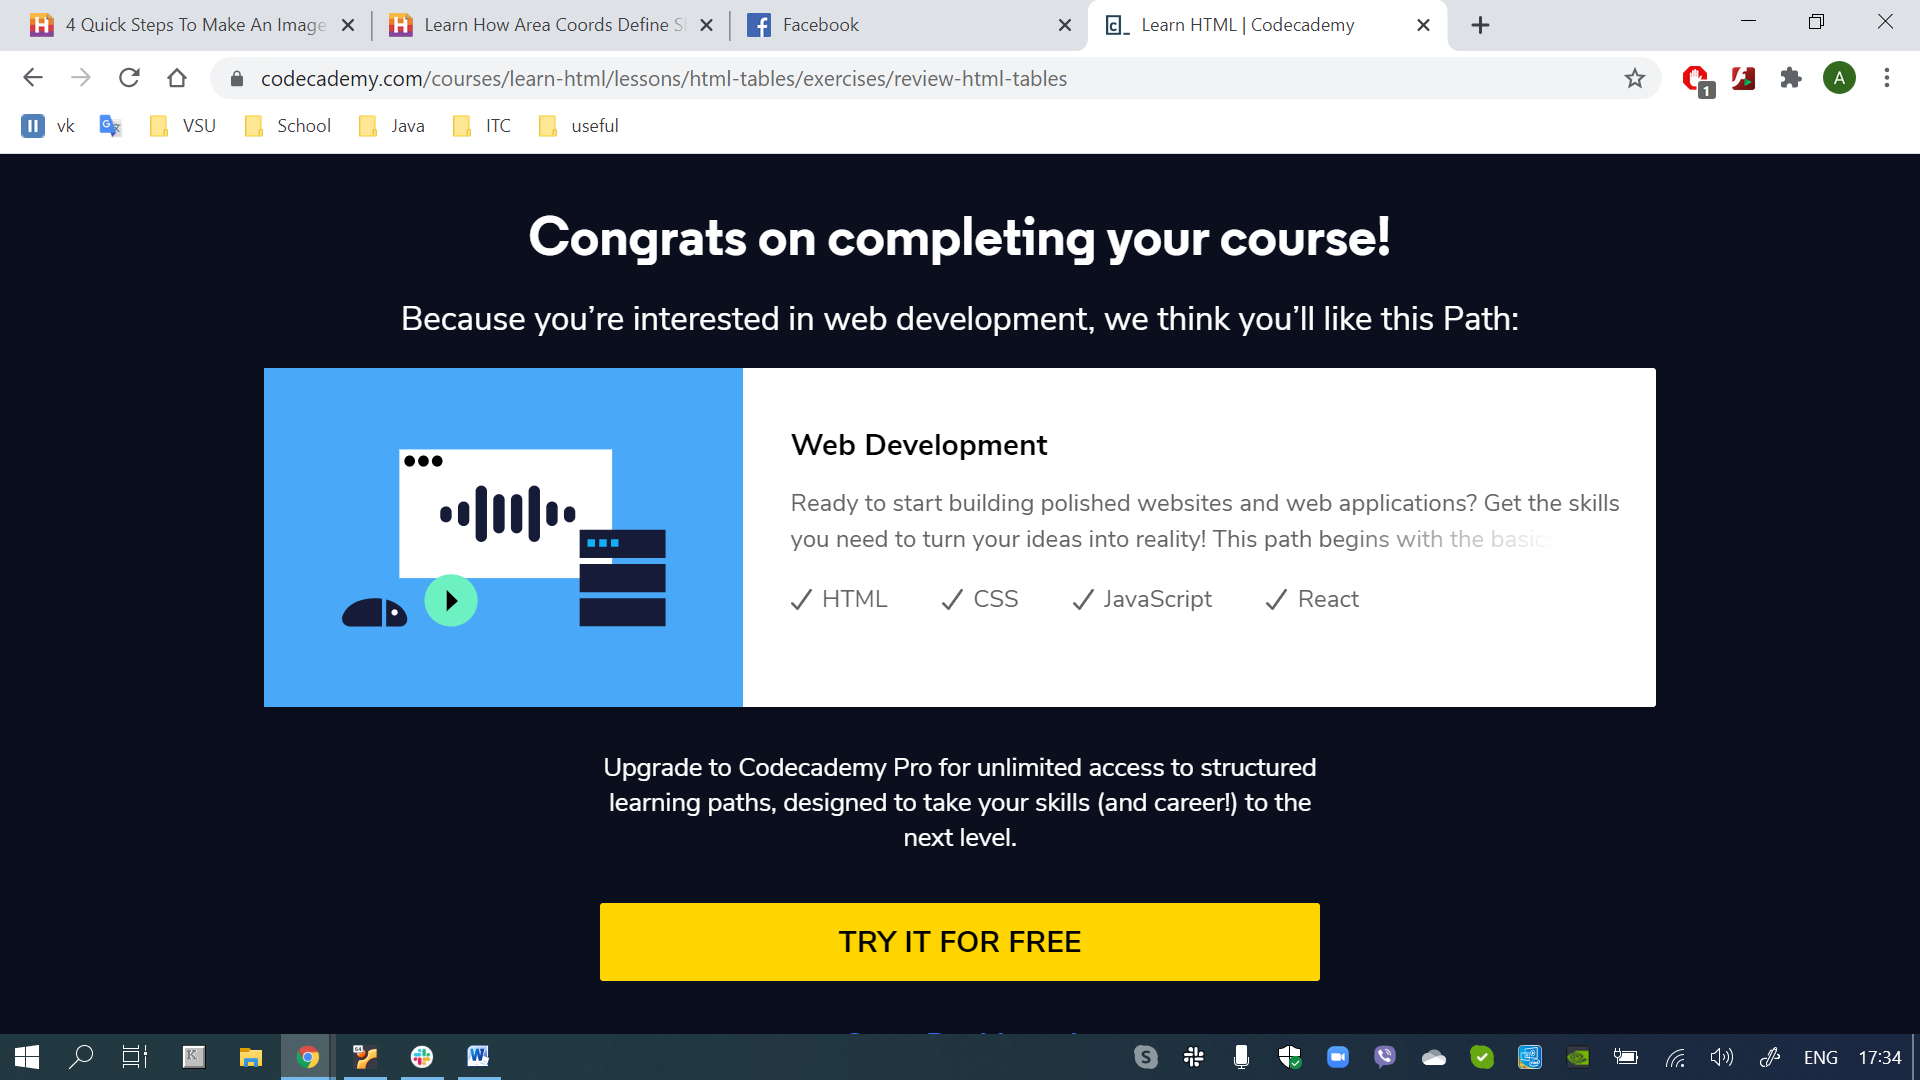 4 Quick Steps To Make An Image
Learn How Area Coords Define S
Facebook
Learn HTML | Codecademy
codecademy.com/courses/learn-html/lessons/html-tables/exercises/review-html-tables
1
A
vk
VSU
School
Java
ITC
useful
Congrats on completing your course!
Because you’re interested in web development, we think you’ll like this Path:
Web Development
Ready to start building polished websites and web applications? Get the skills
you need to turn your ideas into reality! This path begins with the basics
HTML
CSS
JavaScript
React
Upgrade to Codecademy Pro for unlimited access to structured
learning paths, designed to take your skills (and career!) to the
next level.
TRY IT FOR FREE
ENG
17:34